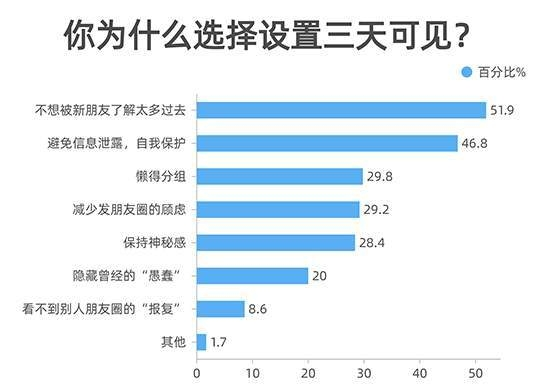 你为什么选择设置三天可见？
百分比%
不想被新朋友了解太多过去 51.9
避免信息泄露，自我保护 46.8
懒得分组 29.8
减少发朋友圈的顾虑 29.2
保持神秘感 28.4
隐藏曾经的“愚蠢” 20
看不到别人朋友圈的“报复” 8.6
其他 1.7
0 10 20 30 40 50